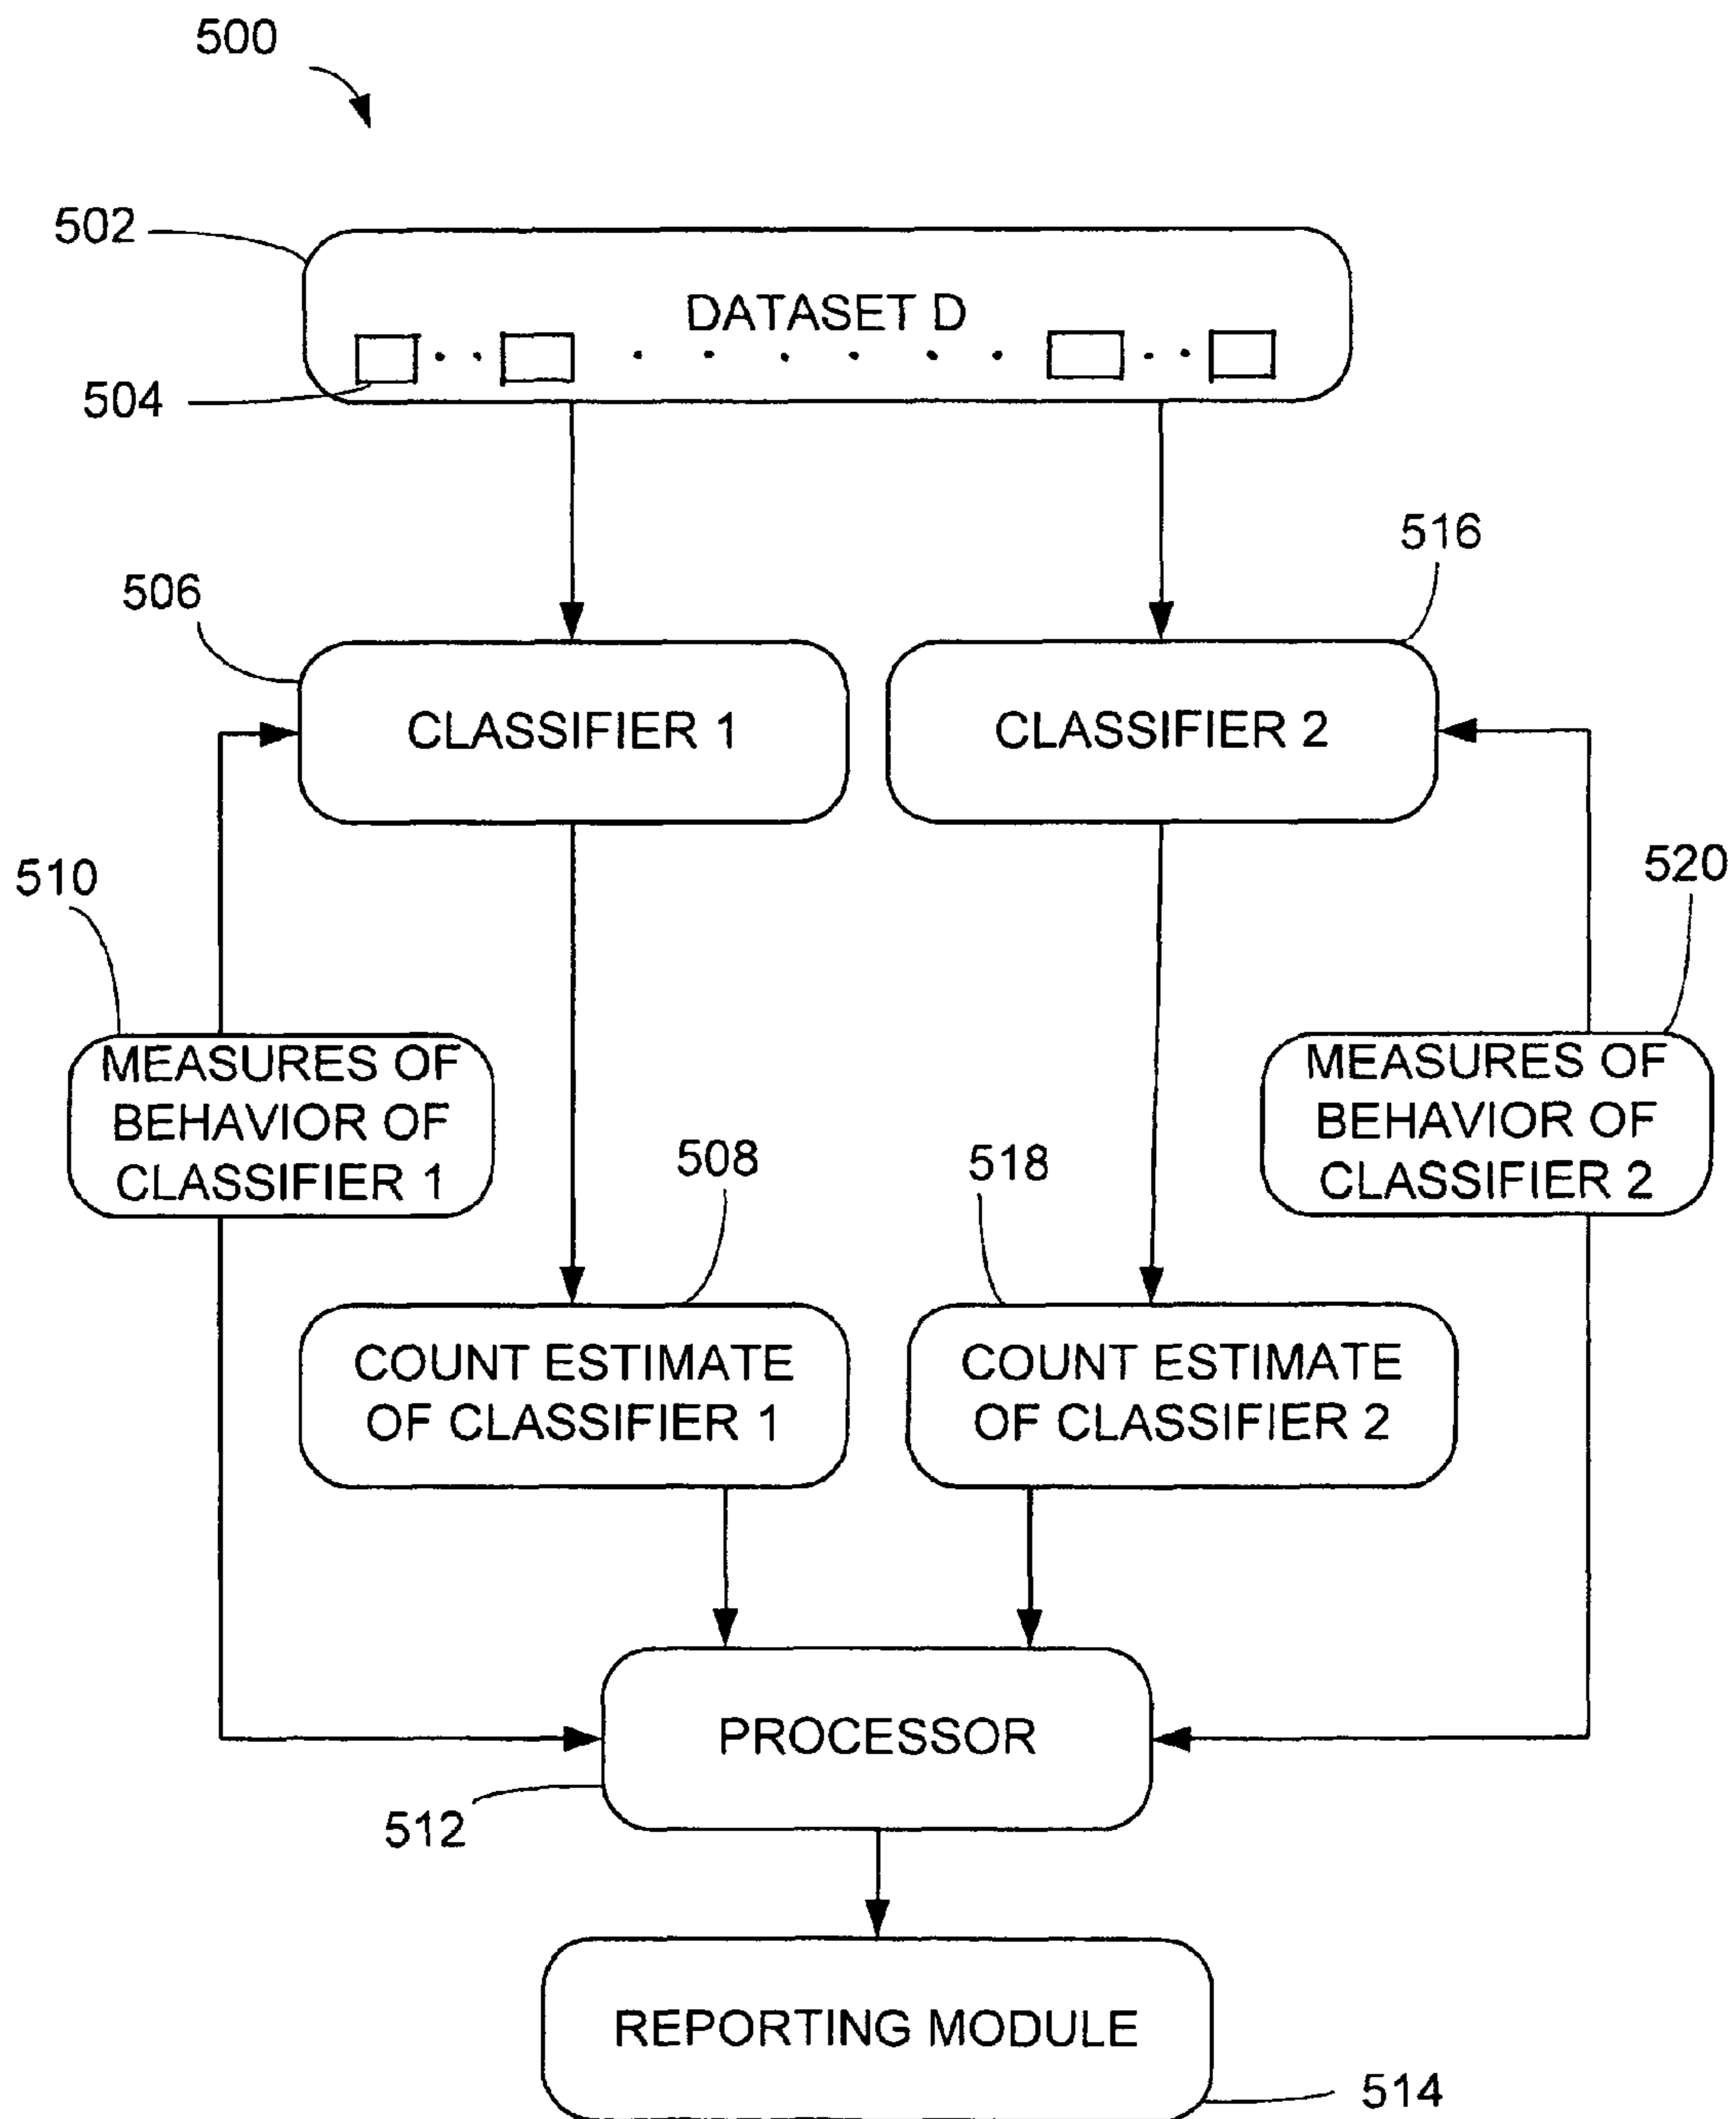 500
502
DATASET D
504
516
506
CLASSIFIER 1
CLASSIFIER 2
510
520
MEASURES OF
BEHAVIOR OF
CLASSIFIER 1
MEASURES OF
BEHAVIOR OF
CLASSIFIER 2
508
518
COUNT ESTIMATE
OF CLASSIFIER 1
COUNT ESTIMATE
OF CLASSIFIER 2
PROCESSOR
512
REPORTING MODULE
514